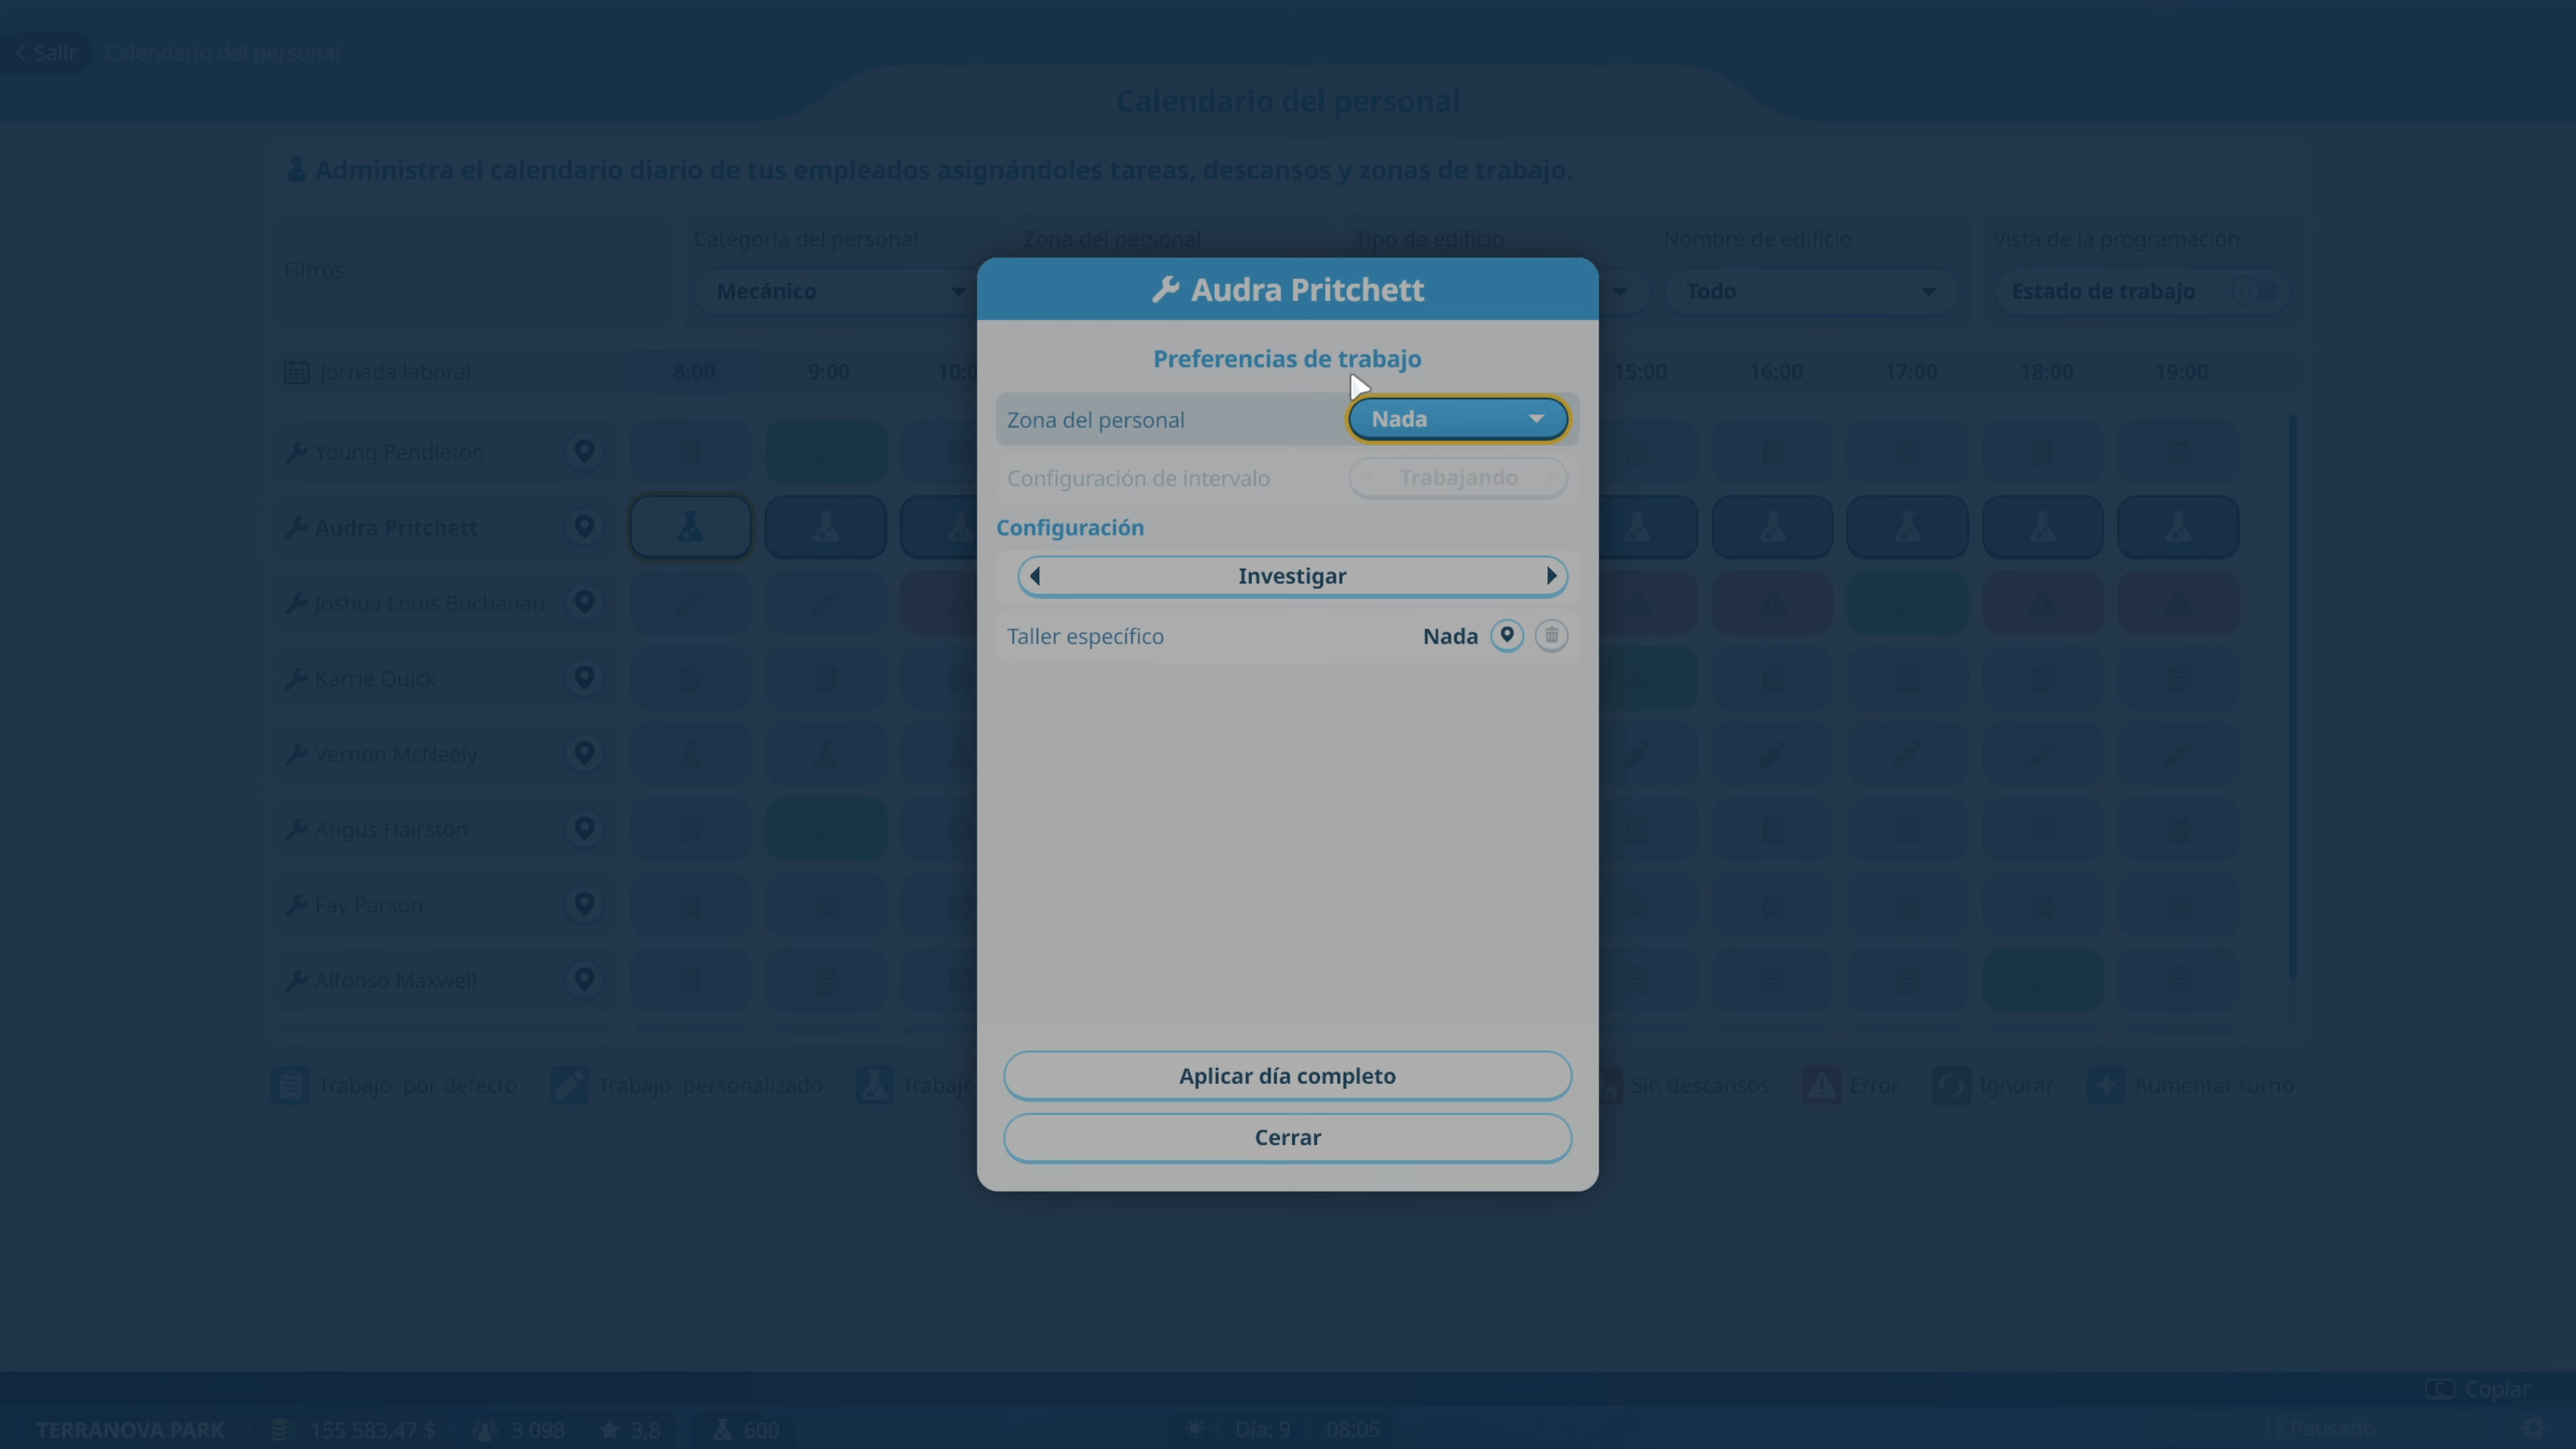 Salir
Calendario del personal
Calendario del personal
Administra el calendario diario de tus empleados asignándoles tareas, descansos y zonas de trabajo.
Filtros
Categoría del personal
Zona del personal
Tipo de edificio
Nombre de edificio
Vista de la programación
Mecánico
Todo
Estado de trabajo
Jornada laboral
8:00
9:00
10:0
15:00
16:00
17:00
18:00
19:00
Young Pendleton
Audra Pritchett
Joshua Louis Buchanan
Karrie Quick
Vernon McNeely
Angus Hairston
Fay Parson
Alfonso Maxwell
Audra Pritchett
Preferencias de trabajo
Zona del personal
Nada
Configuración de intervalo
Trabajando
Configuración
Investigar
Taller específico
Nada
Aplicar día completo
Cerrar
Trabajo: por defecto
Trabajo: personalizado
Trabajo
Sin descansos
Error
Ignorar
Aumentar turno
C
Copiar
TERRANOVA PARK
155 583,47 $
3 098
3,8
600
Día: 9
08:05
Pausado